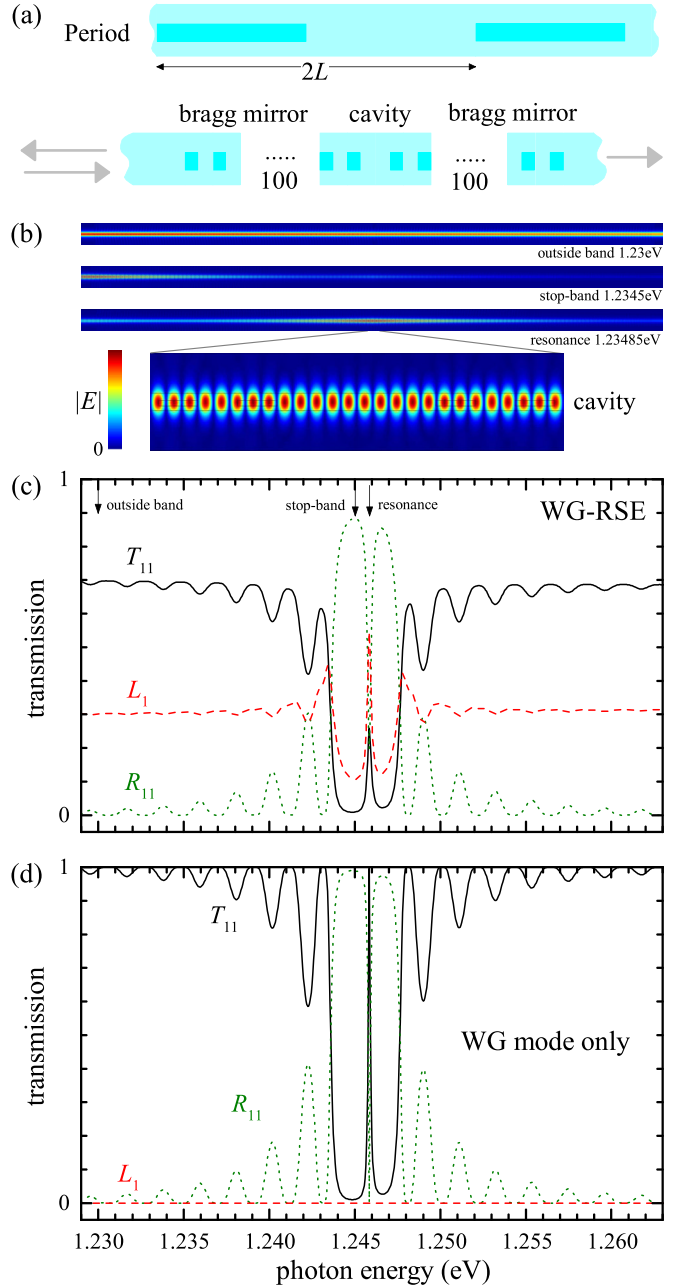 (a)
Period
2L
bragg mirror cavity bragg mirror
..... .....
100 100
(b)
outside band 1.23eV
stop-band 1.2345eV
resonance 1.23485eV
|E|
0
cavity
(c)
1
outside band stop-band resonance
WG-RSE
T11
L1
R11
0
transmission
(d)
1
T11
WG mode only
R11
L1
0
transmission
1.230 1.235 1.240 1.245 1.250 1.255 1.260
photon energy (eV)